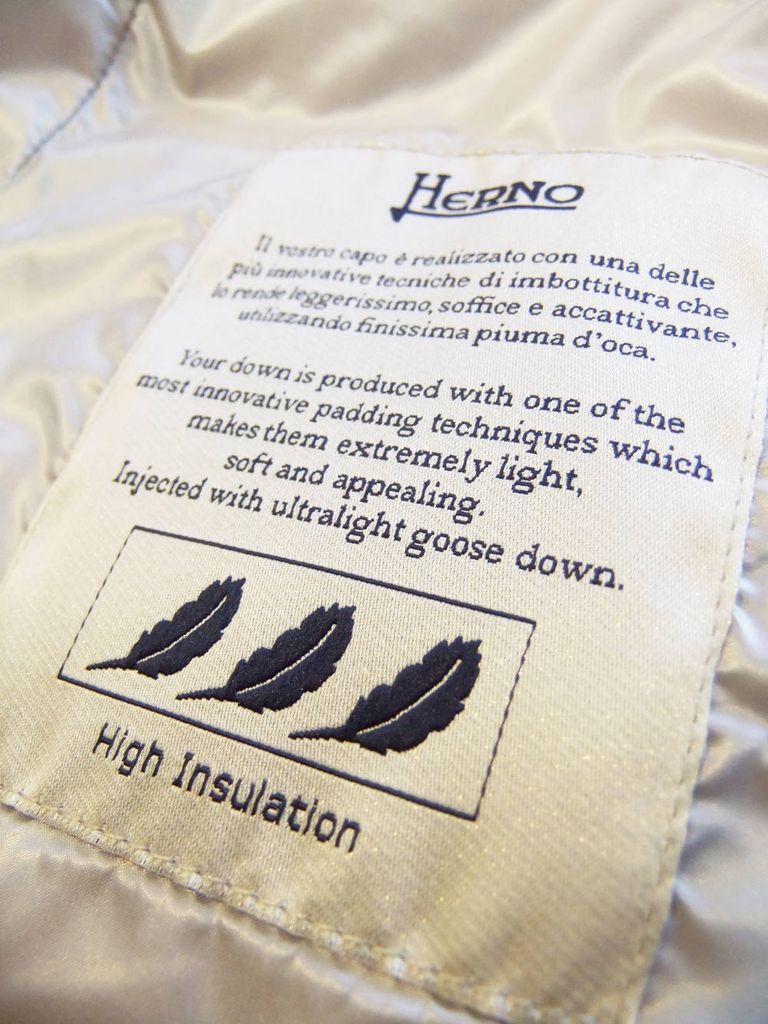 HERNO
Il vostro capo è realizzato con una delle
più innovative tecniche di imbottitura che
lo rende leggerissimo, soffice e accattivante,
utilizzando finissima piuma d'oca.
Your down is produced with one of the
most innovative padding techniques which
makes them extremely light,
soft and appealing.
Injected with ultralight goose down.
High Insulation